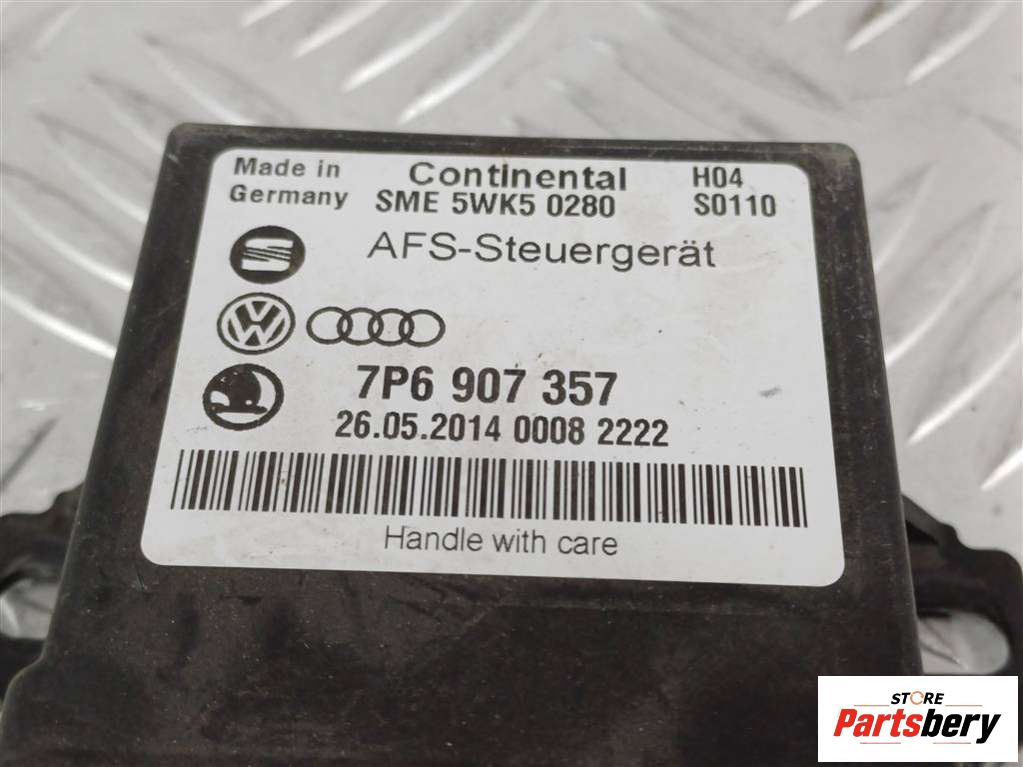 Made in
Germany
Continental
SME 5WK5 0280
H04
S0110
AFS-Steuergerät
7P6 907 357
26.05.2014 0008 2222
Handle with care
STORE
Partsbery